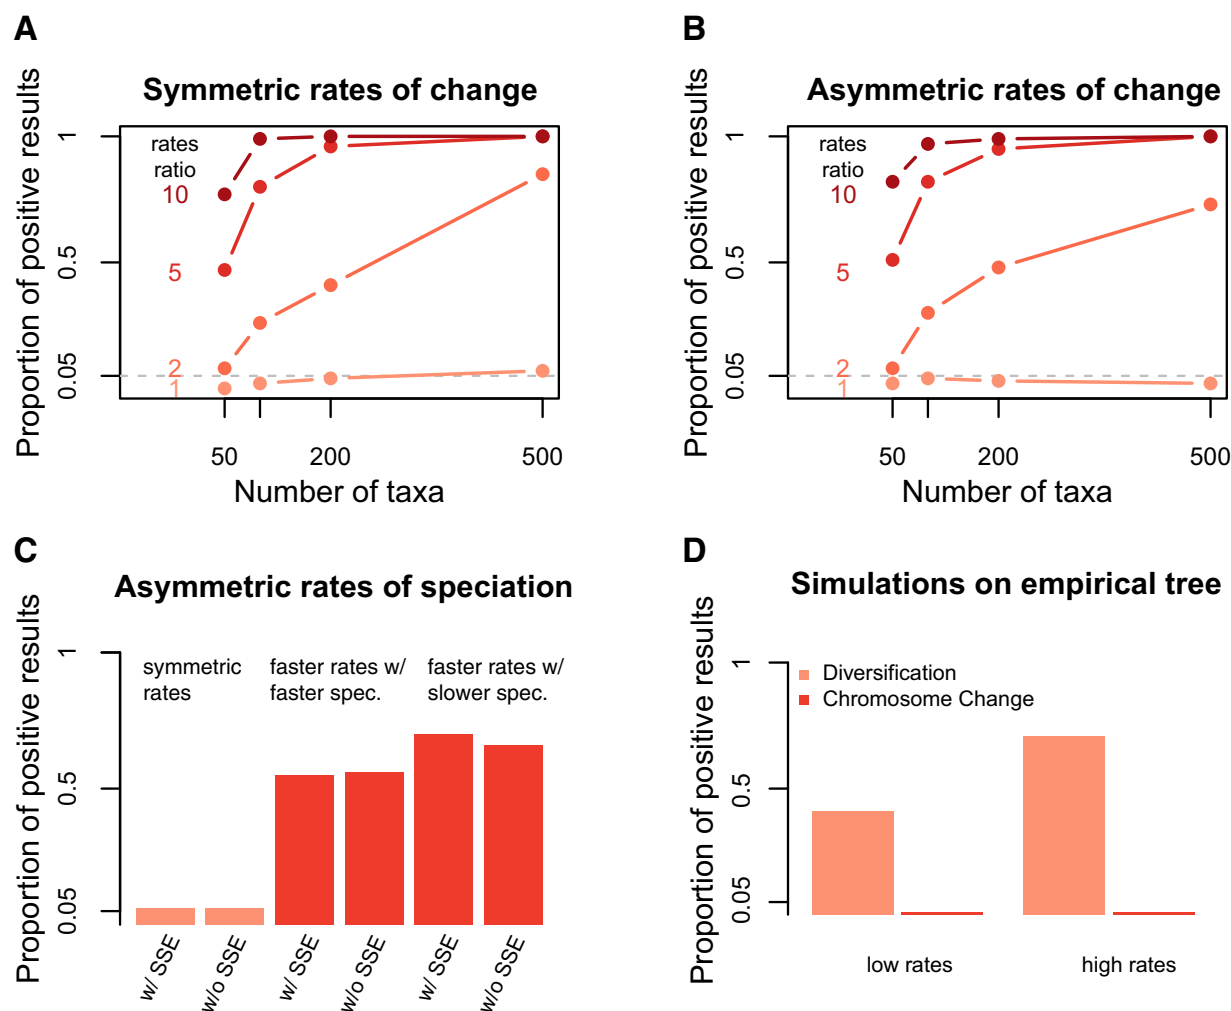 A
Symmetric rates of change
Proportion of positive results
1
0.5
0.05
rates
ratio
10
5
2
1
50
200
500
Number of taxa
B
Asymmetric rates of change
Proportion of positive results
1
0.5
0.05
rates
ratio
10
5
2
1
50
200
500
Number of taxa
C
Asymmetric rates of speciation
Proportion of positive results
1
0.5
0.05
symmetric
rates
faster rates w/
faster spec.
faster rates w/
slower spec.
w/ SSE
w/o SSE
w/ SSE
w/o SSE
w/ SSE
w/o SSE
D
Simulations on empirical tree
Proportion of positive results
1
0.5
0.05
Diversification
Chromosome Change
low rates
high rates